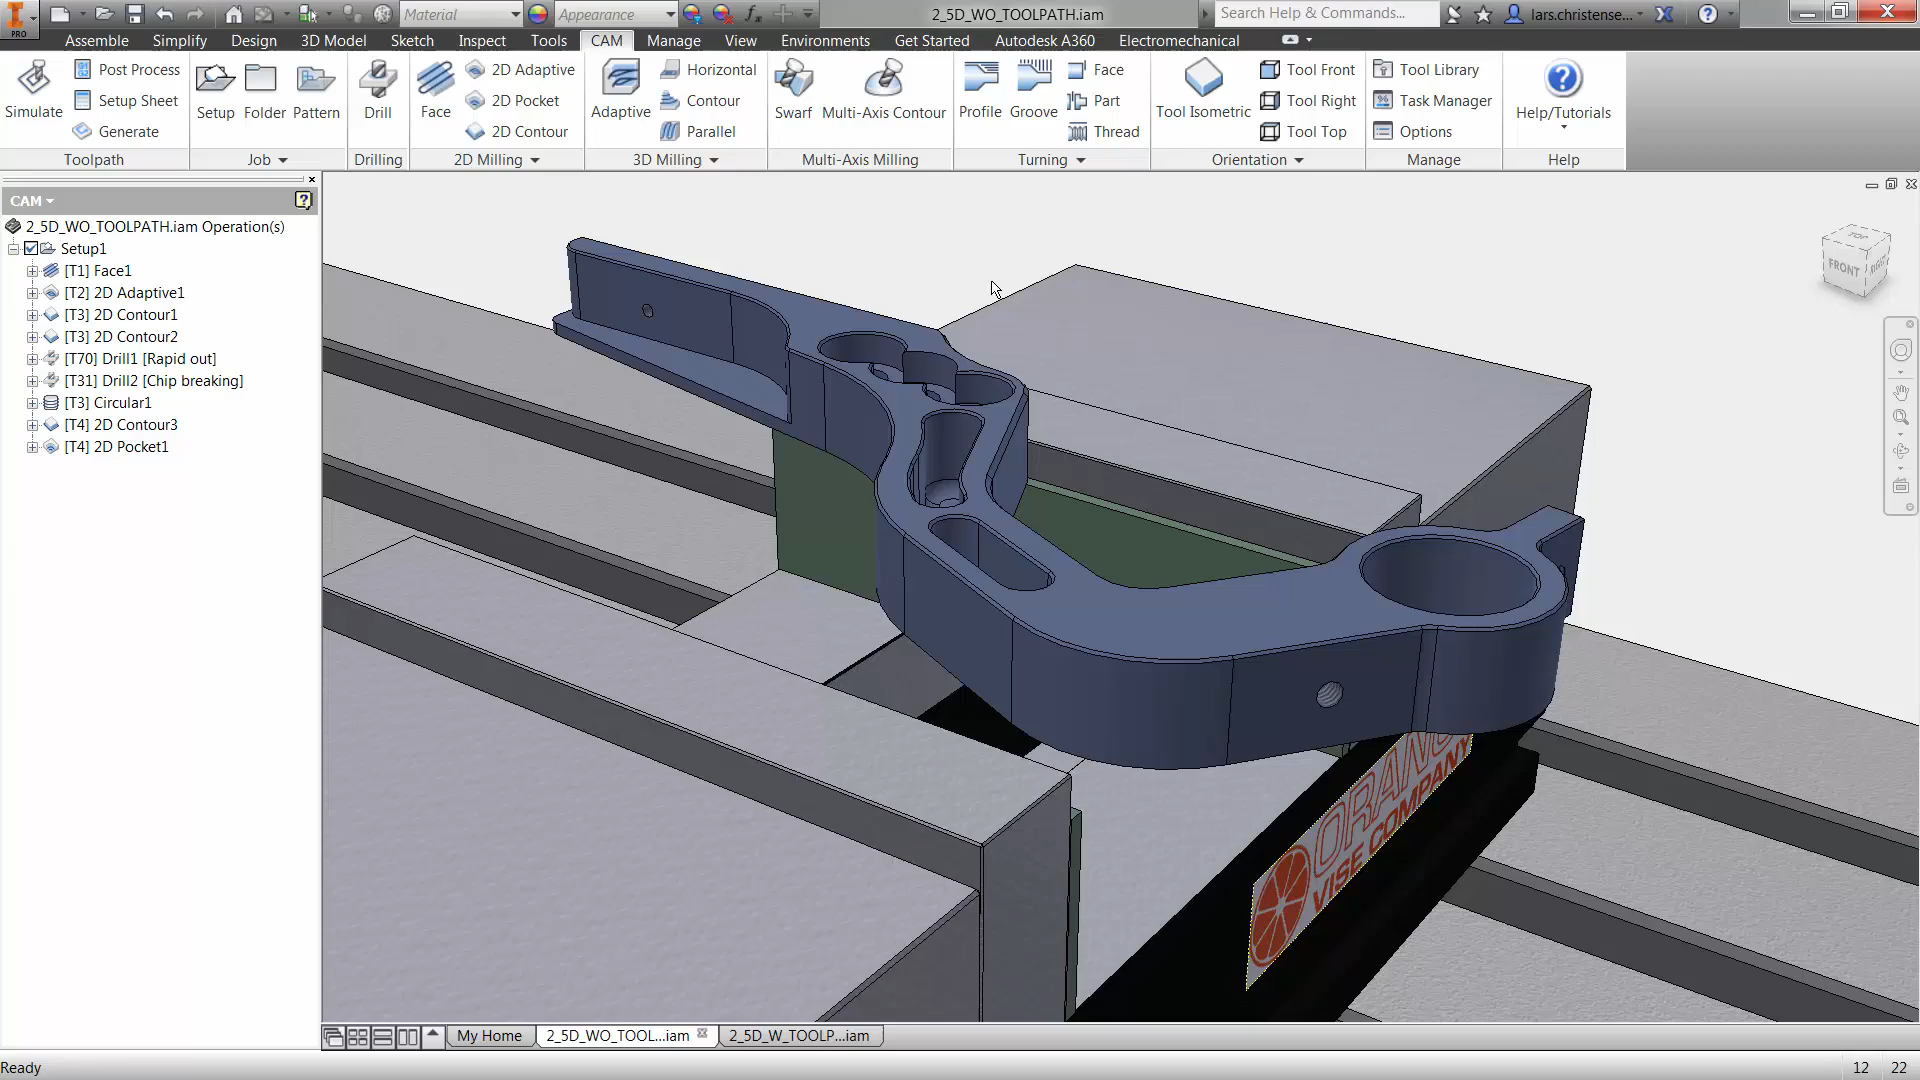 PRO
Material
Appearance
2_5D_WO_TOOLPATH.iam
Search Help & Commands...
lars.christense...
Assemble Simplify Design 3D Model Sketch Inspect Tools CAM Manage View Environments Get Started Autodesk A360 Electromechanical
Simulate
Post Process
Setup Sheet
Generate
Toolpath
Setup
Folder
Pattern
Job
Drill
Drilling
Face
2D Adaptive
2D Pocket
2D Contour
2D Milling
Adaptive
Horizontal
Contour
Parallel
3D Milling
Swarf
Multi-Axis Contour
Multi-Axis Milling
Profile
Groove
Face
Part
Thread
Turning
Tool Isometric
Tool Front
Tool Right
Tool Top
Orientation
Tool Library
Task Manager
Options
Manage
Help/Tutorials
Help
CAM
2_5D_WO_TOOLPATH.iam Operation(s)
Setup1
[T1] Face1
[T2] 2D Adaptive1
[T3] 2D Contour1
[T3] 2D Contour2
[T70] Drill1 [Rapid out]
[T31] Drill2 [Chip breaking]
[T3] Circular1
[T4] 2D Contour3
[T4] 2D Pocket1
TOP
FRONT
RIGHT
VISE COMPANY
My Home
2_5D_WO_TOOL...iam
2_5D_W_TOOLP...iam
Ready
12 22